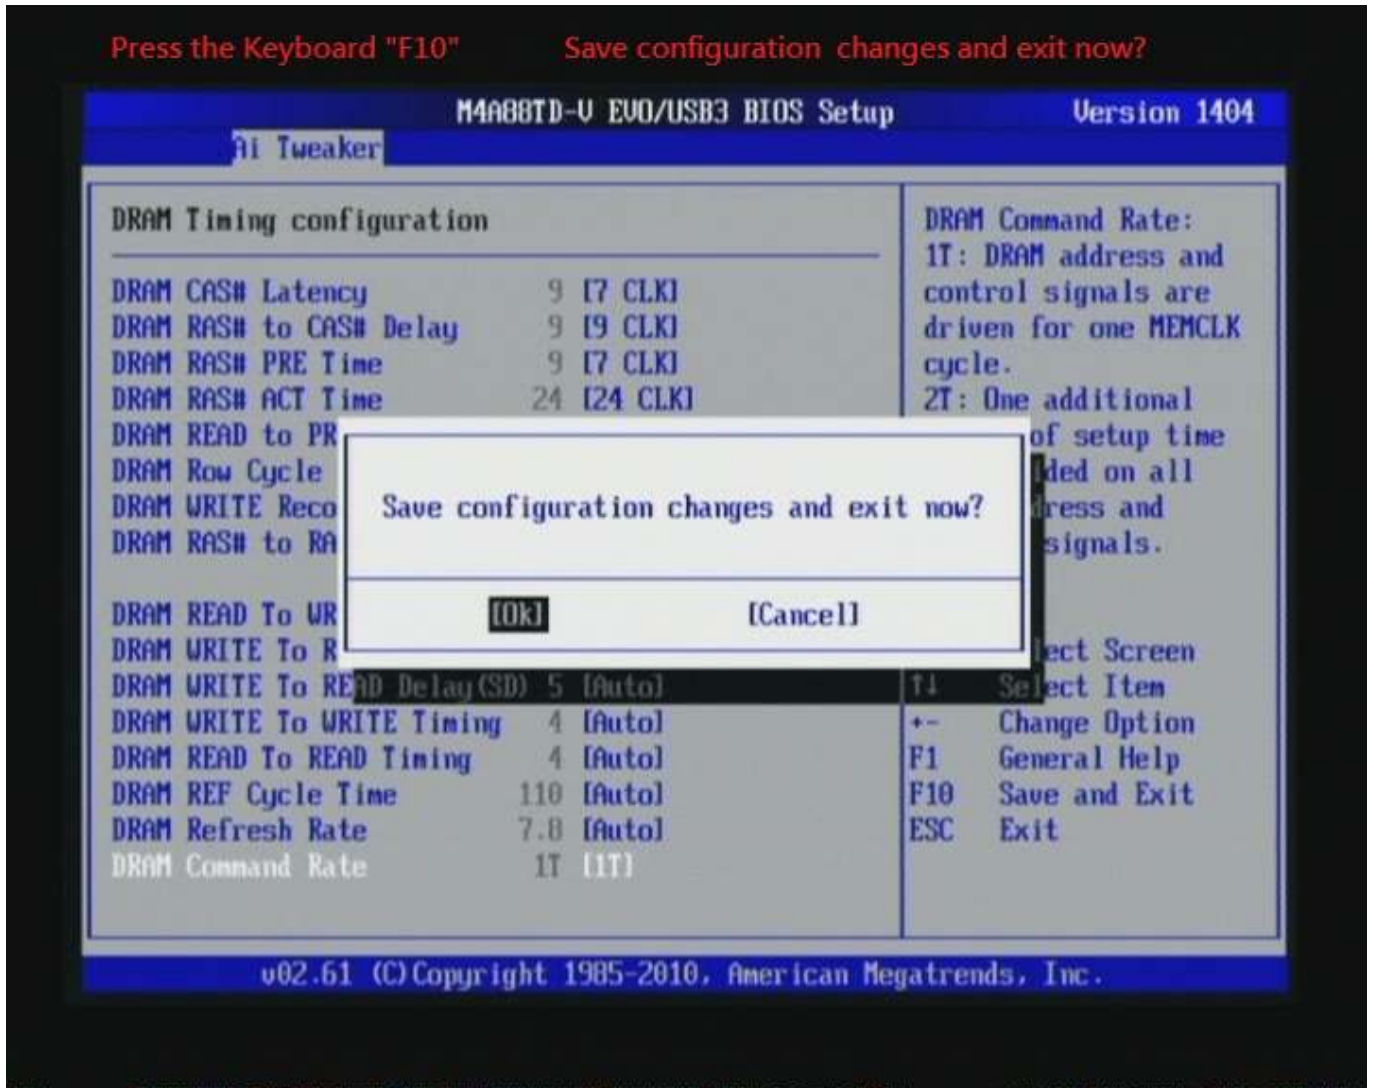 Press the Keyboard "F10" Save configuration changes and exit now?
M4A88TD-V EVO/USB3 BIOS Setup Version 1404
Ai Tweaker
DRAM Timing configuration
DRAM CAS# Latency 9 [7 CLK]
DRAM RAS# to CAS# Delay 9 [9 CLK]
DRAM RAS# PRE Time 9 [7 CLK]
DRAM RAS# ACT Time 24 [24 CLK]
DRAM READ to PR
DRAM Row Cycle
DRAM WRITE Reco
DRAM RAS# to RA
DRAM READ To WR
DRAM WRITE To R
DRAM WRITE To READ Delay(SD) 5 [Auto]
DRAM WRITE To WRITE Timing 4 [Auto]
DRAM READ To READ Timing 4 [Auto]
DRAM REF Cycle Time 110 [Auto]
DRAM Refresh Rate 7.8 [Auto]
DRAM Command Rate 1T [1T]
Save configuration changes and exit now?
[Ok] [Cancel]
DRAM Command Rate:
1T: DRAM address and
control signals are
driven for one MEMCLK
cycle.
2T: One additional
of setup time
ded on all
ress and
signals.
ect Screen
↑↓ Select Item
+- Change Option
F1 General Help
F10 Save and Exit
ESC Exit
v02.61 (C)Copyright 1985-2010, American Megatrends, Inc.